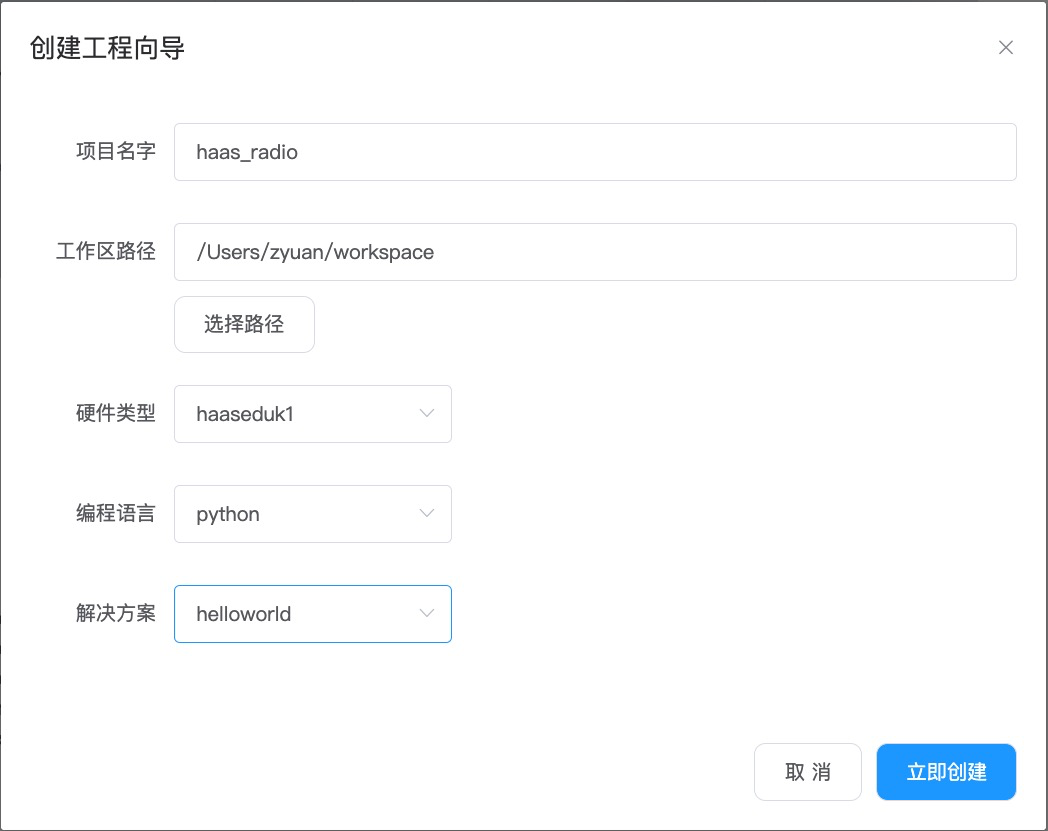 创建工程向导
项目名字 haas_radio
工作区路径 /Users/zyuan/workspace
选择路径
硬件类型 haaseduk1
编程语言 python
解决方案 helloworld
取 消 立即创建